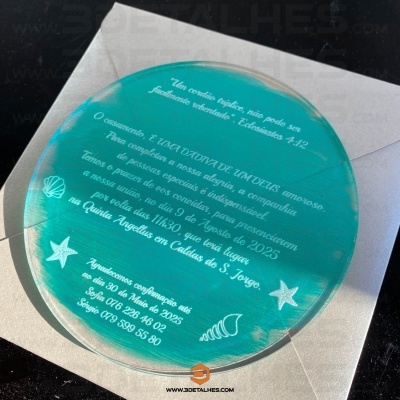 "Um cordão tríplice, não pode ser
facilmente rebentado". Eclesiastes 4:12
O casamento, É UMA DÁDIVA DE UM DEUS amoroso.
Para completar a nossa alegria, a companhia
de pessoas especiais é indispensável.
Temos o prazer de vos convidar, para presenciarem
a nossa união, no dia 9 de Agosto de 2025
por volta das 11h30, que terá lugar
na Quinta Angellus em Caldas de S. Jorge.
Agradecemos confirmação até
ao dia 30 de Maio de 2025
Sofia 079 226 46 02
Sérgio 079 599 55 80
WWW.3DETALHES.COM